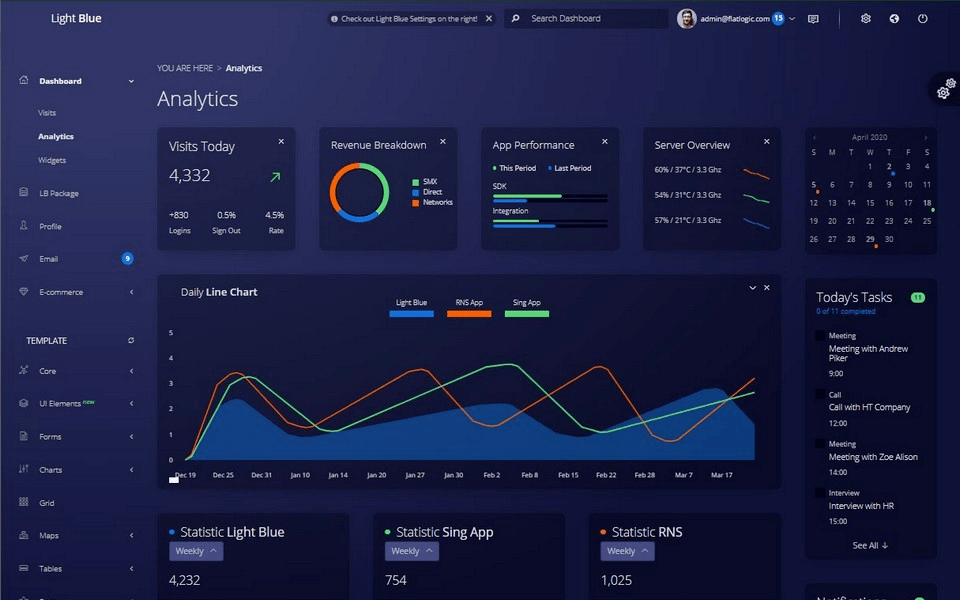 Light Blue
Check out Light Blue Settings on the right!
Search Dashboard
admin@flatlogic.com 15
Dashboard
Visits
Analytics
Widgets
LB Package
Profile
Email 9
E-commerce
TEMPLATE
Core
UI Elements new
Forms
Charts
Grid
Maps
Tables
YOU ARE HERE > Analytics
Analytics
Visits Today
4,332
+830 0.5% 4.5%
Logins Sign Out Rate
Revenue Breakdown
SMX
Direct
Networks
App Performance
This Period Last Period
SDK
Integration
Server Overview
60% / 37°C / 3.3 Ghz
54% / 31°C / 3.3 Ghz
57% / 21°C / 3.3 Ghz
April 2020
S M T W T F S
1 2 3 4
5 6 7 8 9 10 11
12 13 14 15 16 17 18
19 20 21 22 23 24 25
26 27 28 29 30
Daily Line Chart
Light Blue RNS App Sing App
5
4
3
2
1
0
Dec 19 Dec 25 Dec 31 Jan 10 Jan 14 Jan 20 Jan 27 Jan 30 Feb 2 Feb 8 Feb 15 Feb 22 Feb 28 Mar 7 Mar 17
Today's Tasks 11
0 of 11 completed
Meeting
Meeting with Andrew
Piker
9:00
Call
Call with HT Company
12:00
Meeting
Meeting with Zoe Alison
14:00
Interview
Interview with HR
15:00
See All
Statistic Light Blue
Weekly
4,232
Statistic Sing App
Weekly
754
Statistic RNS
Weekly
1,025